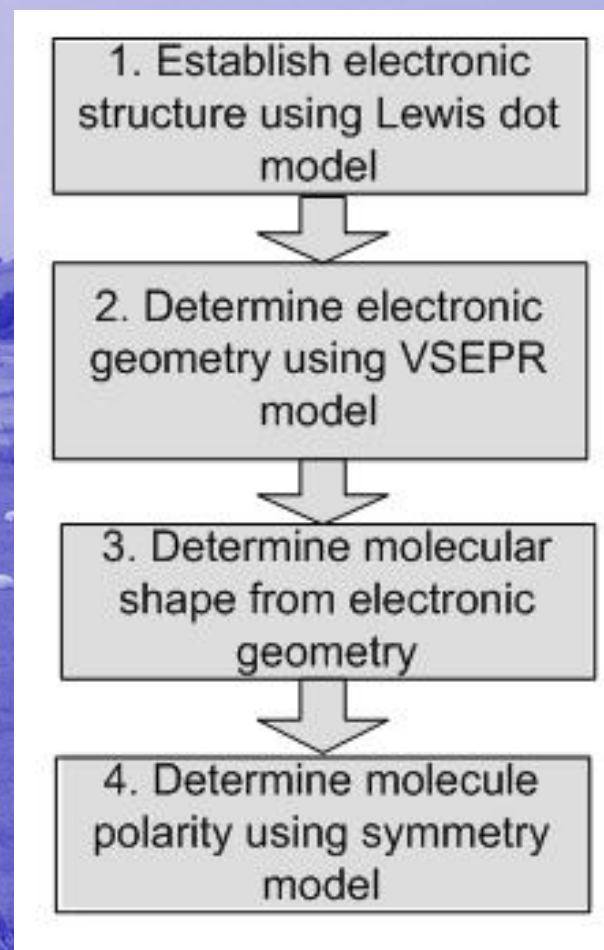 1. Establish electronic
structure using Lewis dot
model
2. Determine electronic
geometry using VSEPR
model
3. Determine molecular
shape from electronic
geometry
4. Determine molecule
polarity using symmetry
model